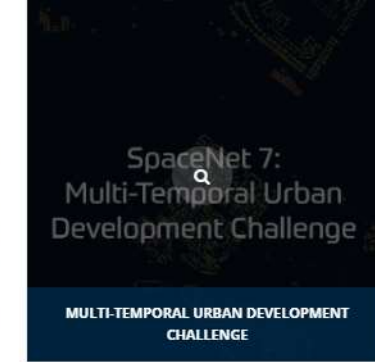 SpaceNet 7:
Multi-Temporal Urban
Development Challenge
MULTI-TEMPORAL URBAN DEVELOPMENT
CHALLENGE